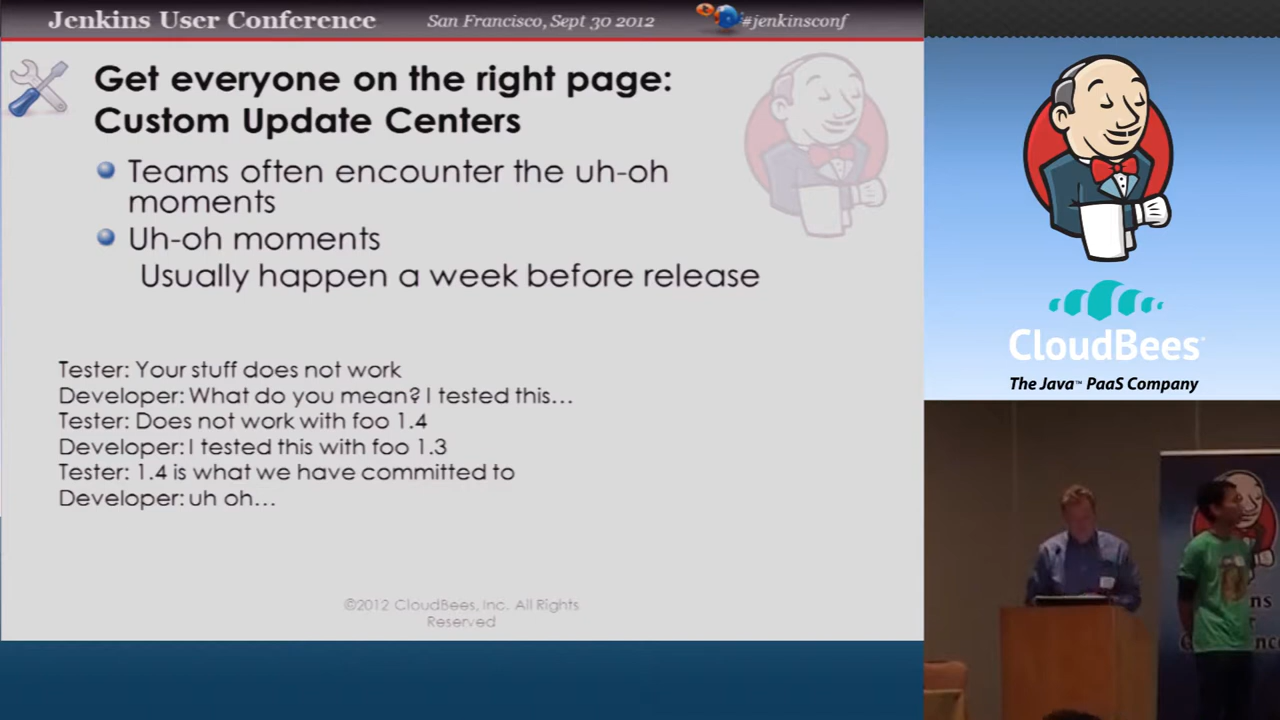 Jenkins User Conference
San Francisco, Sept 30 2012
#jenkinsconf
Get everyone on the right page:
Custom Update Centers
Teams often encounter the uh-oh
moments
Uh-oh moments
Usually happen a week before release
Tester: Your stuff does not work
Developer: What do you mean? I tested this…
Tester: Does not work with foo 1.4
Developer: I tested this with foo 1.3
Tester: 1.4 is what we have committed to
Developer: uh oh…
©2012 CloudBees, Inc. All Rights
Reserved
CloudBees
The Java™ PaaS Company